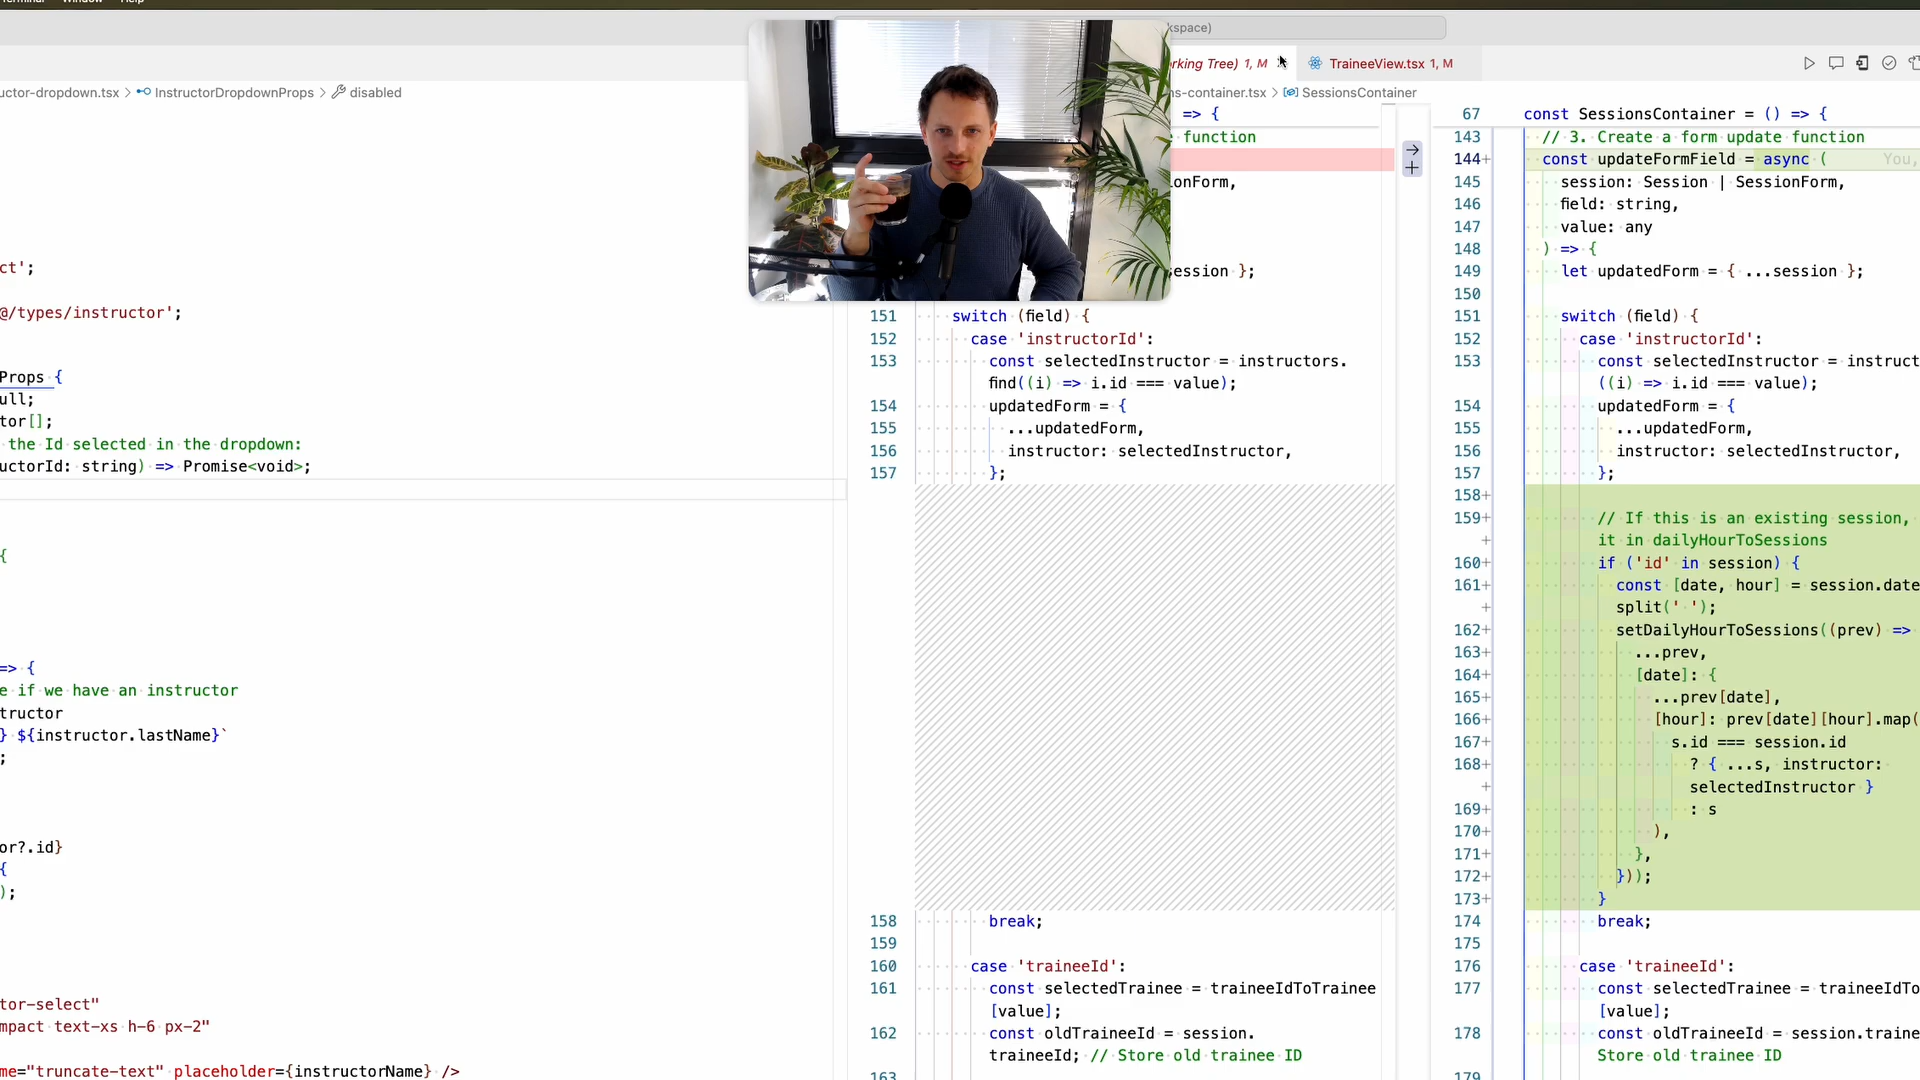 Terminal Window Help
kspace)
rking Tree) 1, M
TraineeView.tsx 1, M
uctor-dropdown.tsx > InstructorDropdownProps > disabled
ns-container.tsx > SessionsContainer
ct';
@/types/instructor';
Props {
ull;
tor[];
the Id selected in the dropdown:
uctorId: string) => Promise<void>;
{
=> {
e if we have an instructor
tructor
} ${instructor.lastName}`
;
or?.id}
{
);
tor-select"
mpact text-xs h-6 px-2"
me="truncate-text" placeholder={instructorName} />
=> {
function
onForm,
session };
151 switch (field) {
152 case 'instructorId':
153 const selectedInstructor = instructors.
find((i) => i.id === value);
154 updatedForm = {
155 ...updatedForm,
156 instructor: selectedInstructor,
157 };
158 break;
159
160 case 'traineeId':
161 const selectedTrainee = traineeIdToTrainee
[value];
162 const oldTraineeId = session.
traineeId; // Store old trainee ID
163
67 const SessionsContainer = () => {
143 // 3. Create a form update function
144+ const updateFormField = async ( You,
145 session: Session | SessionForm,
146 field: string,
147 value: any
148 ) => {
149 let updatedForm = { ...session };
150
151 switch (field) {
152 case 'instructorId':
153 const selectedInstructor = instruct
((i) => i.id === value);
154 updatedForm = {
155 ...updatedForm,
156 instructor: selectedInstructor,
157 };
158+
159+ // If this is an existing session,
+ it in dailyHourToSessions
160+ if ('id' in session) {
161+ const [date, hour] = session.date
+ split(' ');
162+ setDailyHourToSessions((prev) =>
163+ ...prev,
164+ [date]: {
165+ ...prev[date],
166+ [hour]: prev[date][hour].map(
167+ s.id === session.id
168+ ? { ...s, instructor:
+ selectedInstructor }
169+ : s
170+ ),
171+ },
172+ }));
173+ }
174 break;
175
176 case 'traineeId':
177 const selectedTrainee = traineeIdTo
[value];
178 const oldTraineeId = session.traine
Store old trainee ID
179